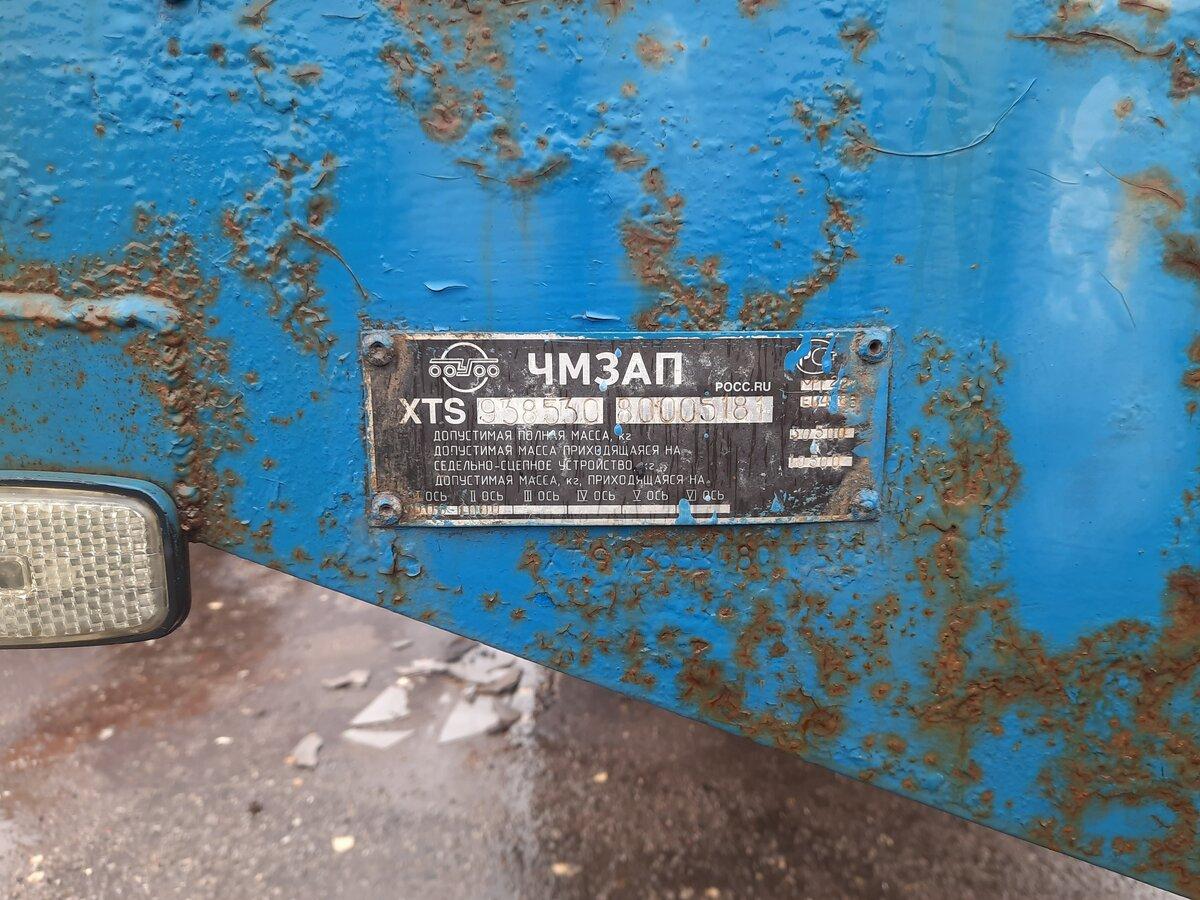 ЧМЗАП
РОСС.RU
XTS 938530 80005181
ДОПУСТИМАЯ ПОЛНАЯ МАССА, кг
ДОПУСТИМАЯ МАССА ПРИХОДЯЩАЯСЯ НА
СЕДЕЛЬНО-СЦЕПНОЕ УСТРОЙСТВО, кг
ДОПУСТИМАЯ МАССА, кг, ПРИХОДЯЩАЯСЯ НА
I ОСЬ II ОСЬ III ОСЬ IV ОСЬ V ОСЬ VI ОСЬ